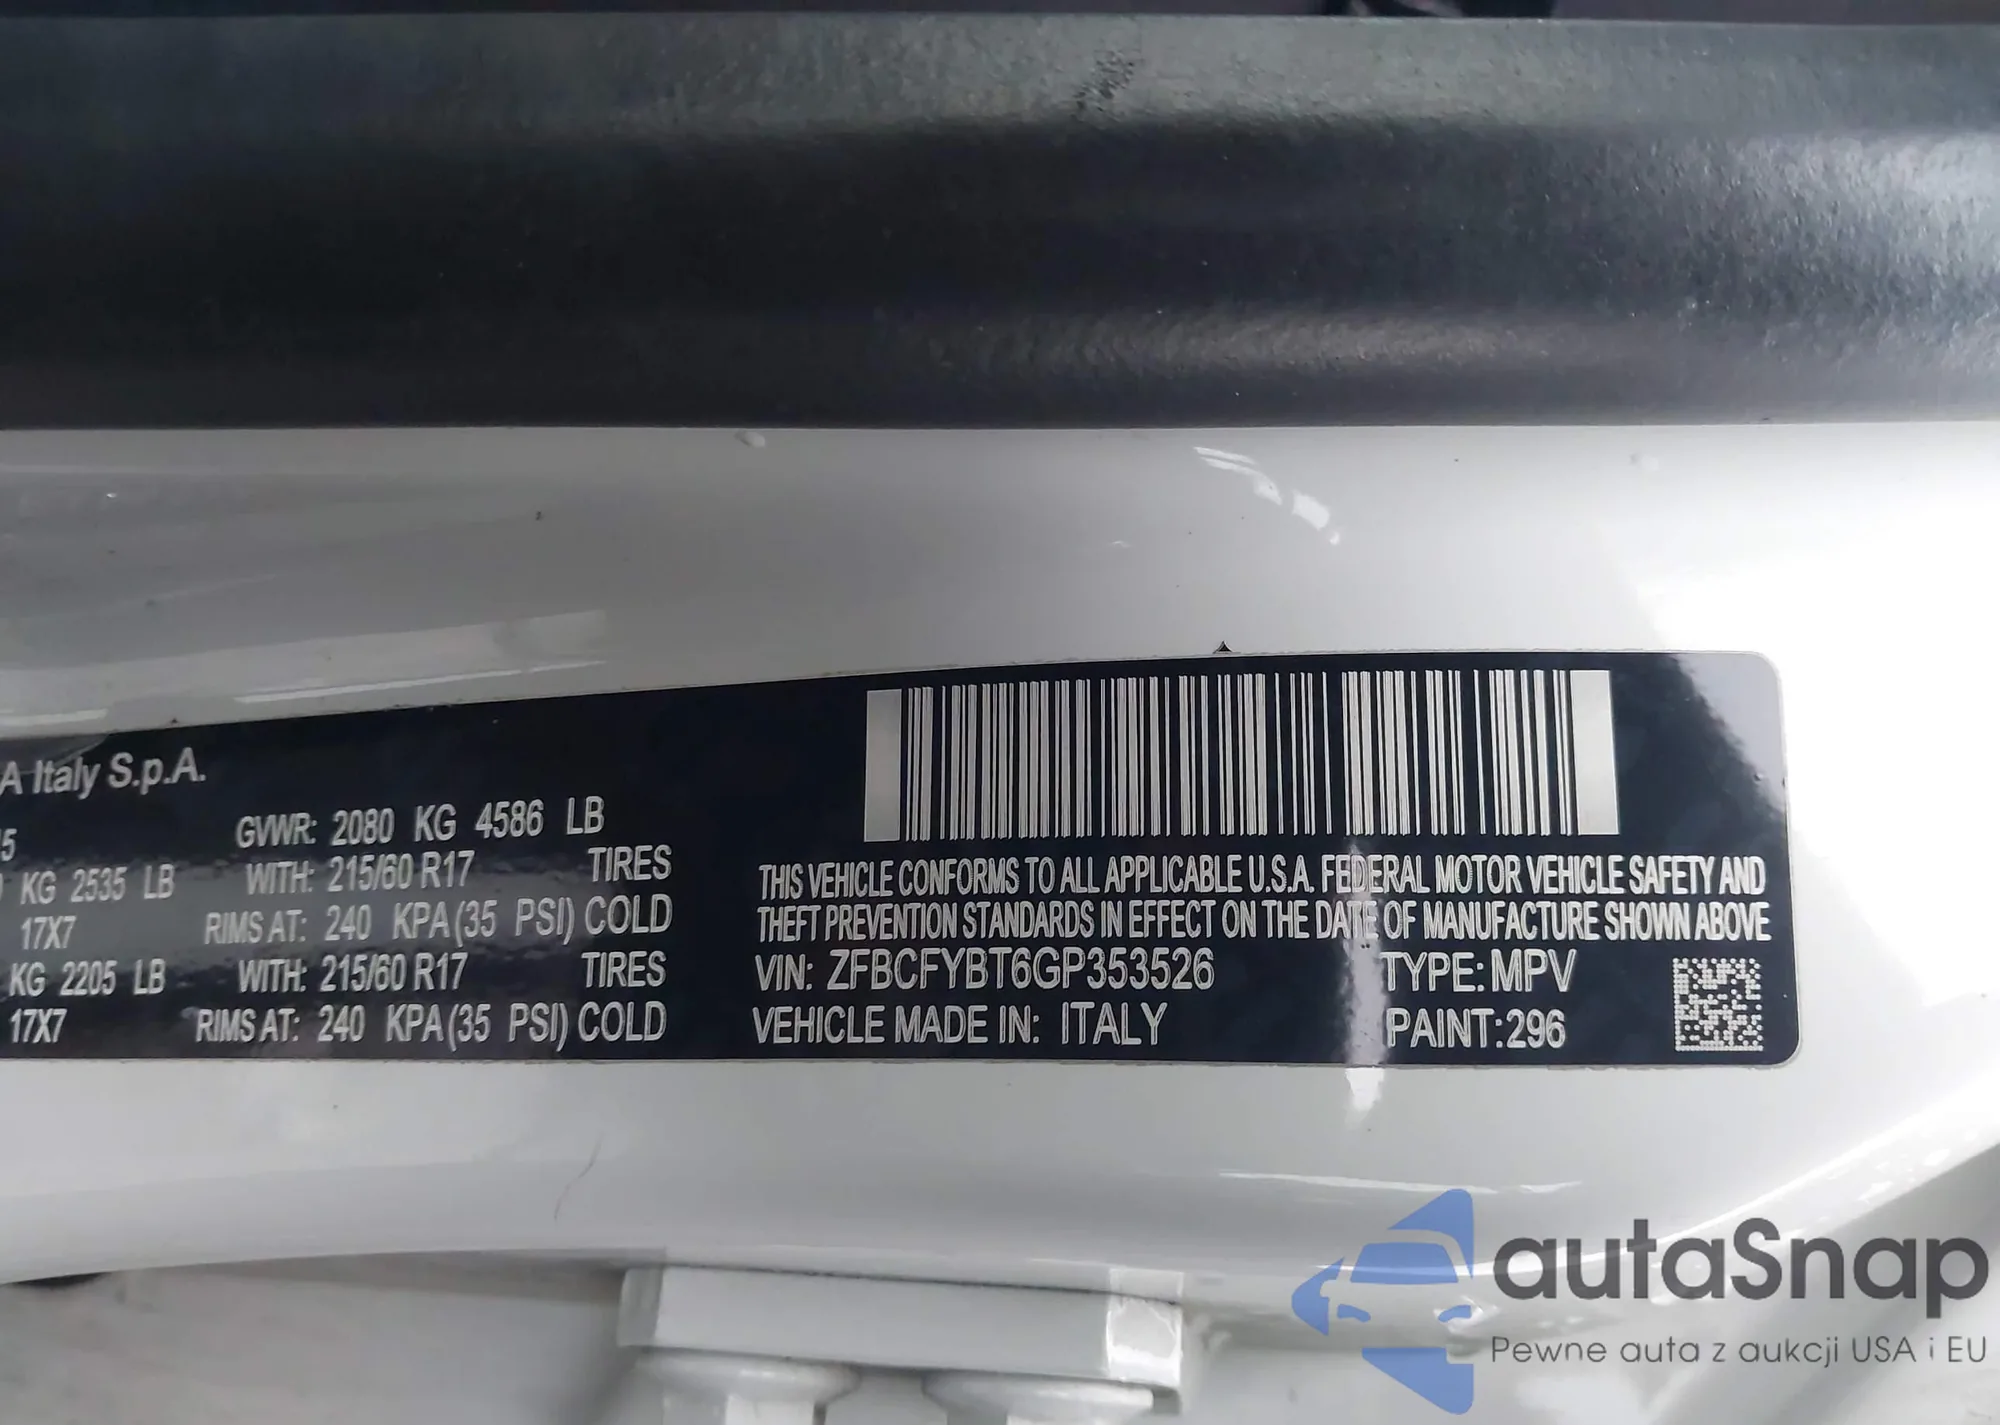 A Italy S.p.A.
GVWR: 2080 KG 4586 LB
KG 2535 LB WITH: 215/60 R17 TIRES
17X7 RIMS AT: 240 KPA (35 PSI) COLD
KG 2205 LB WITH: 215/60 R17 TIRES
17X7 RIMS AT: 240 KPA (35 PSI) COLD
THIS VEHICLE CONFORMS TO ALL APPLICABLE U.S.A. FEDERAL MOTOR VEHICLE SAFETY AND
THEFT PREVENTION STANDARDS IN EFFECT ON THE DATE OF MANUFACTURE SHOWN ABOVE
VIN: ZFBCFYBT6GP353526 TYPE: MPV
VEHICLE MADE IN: ITALY PAINT: 296
autaSnap
Pewne auta z aukcji USA i EU